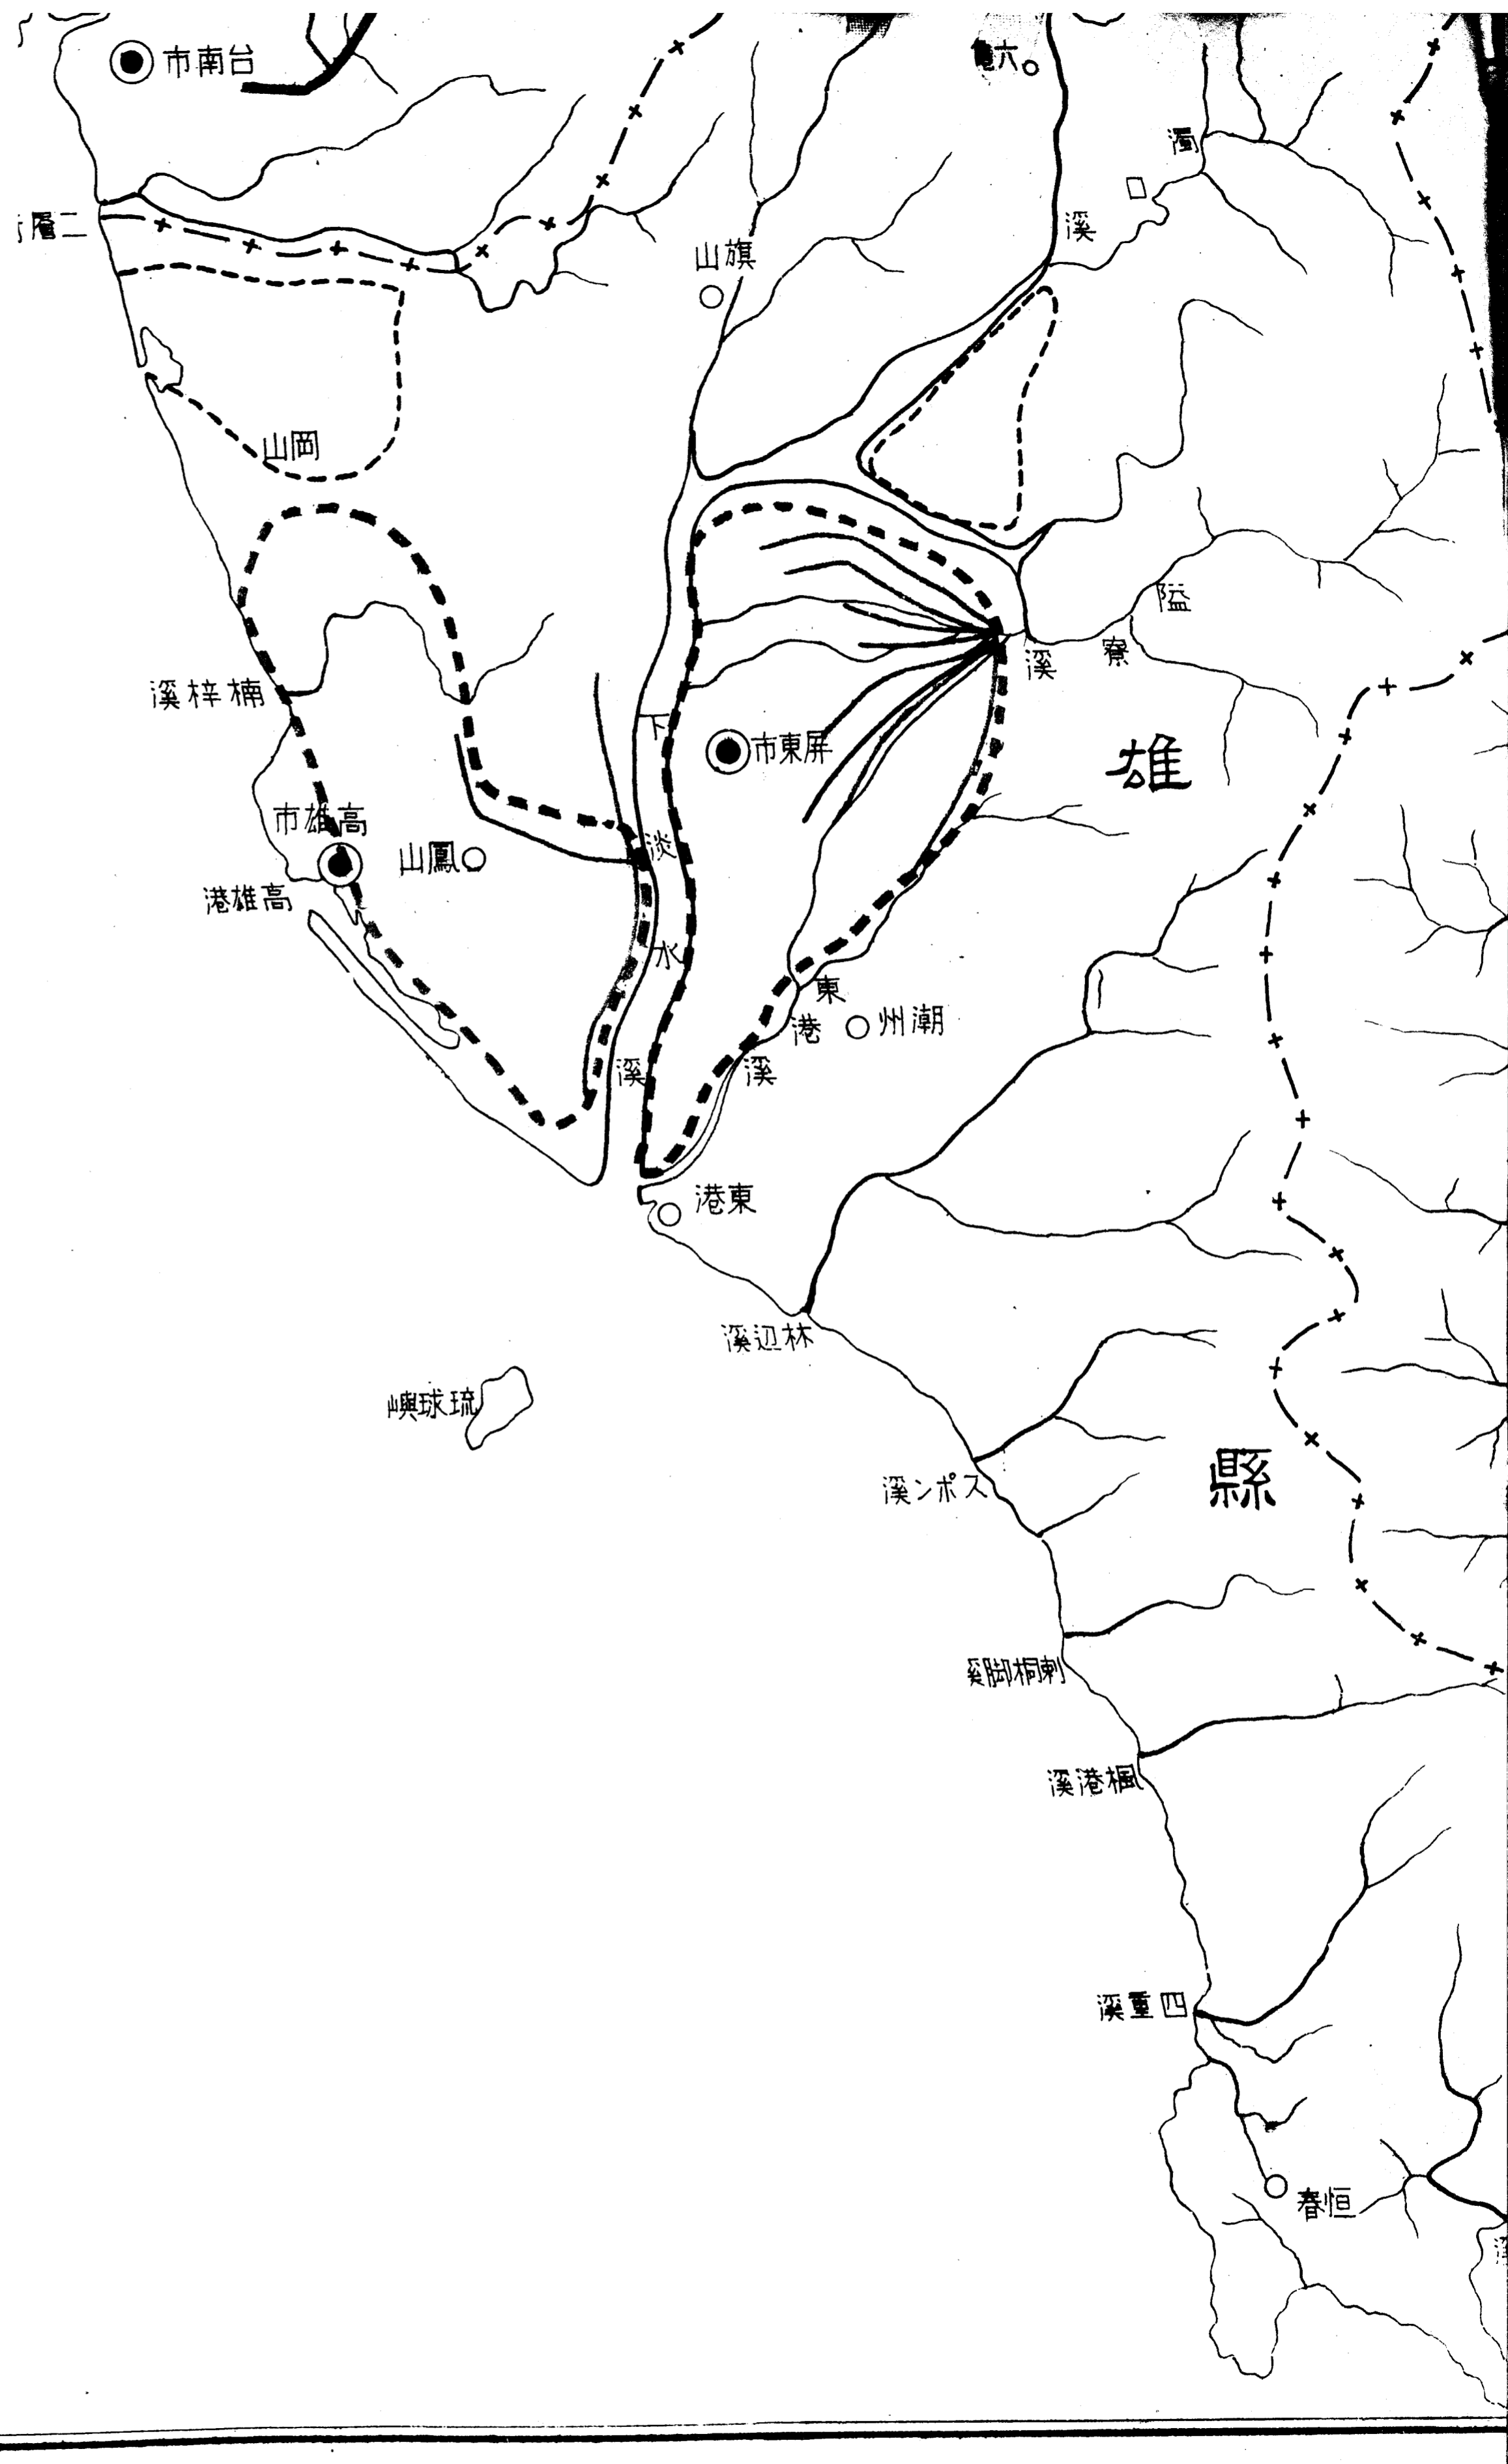 台南市
六龜
濁
溪
二層
旗山
岡山
隘
寮
溪
楠梓溪
下
淡
水
溪
屏東市
雄
高雄市
鳳山
高雄港
東
港
溪
潮州
東港
林辺溪
琉球嶼
縣
スポン溪
刺桐脚溪
楓港溪
四重溪
恒春